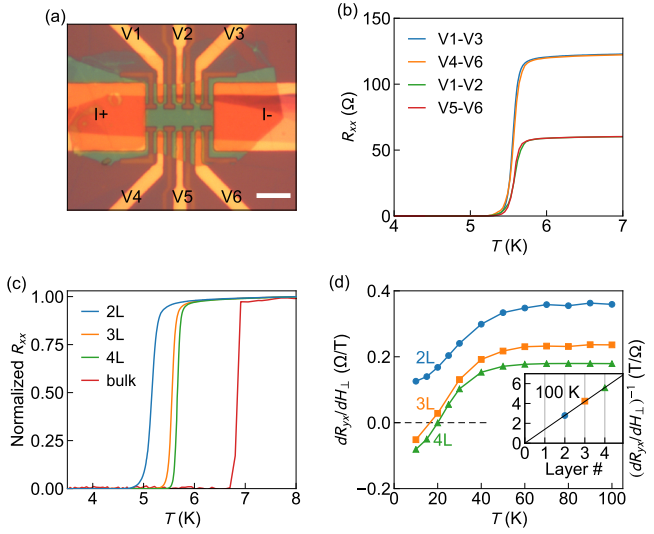 (a)
V1 V2 V3
I+ I-
V4 V5 V6
(b)
R_xx (Ω)
150
100
50
0
V1-V3
V4-V6
V1-V2
V5-V6
4 5 6 7
T (K)
(c)
Normalized R_xx
1.00
0.75
0.50
0.25
0.00
2L
3L
4L
bulk
4 5 6 7 8
T (K)
(d)
dR_yx/dH_⊥ (Ω/T)
0.4
0.2
0.0
−0.2
2L
3L
4L
0 20 40 60 80 100
T (K)
100 K
6
4
2
0
0 1 2 3 4
Layer #
(dR_yx/dH_⊥)⁻¹ (T/Ω)